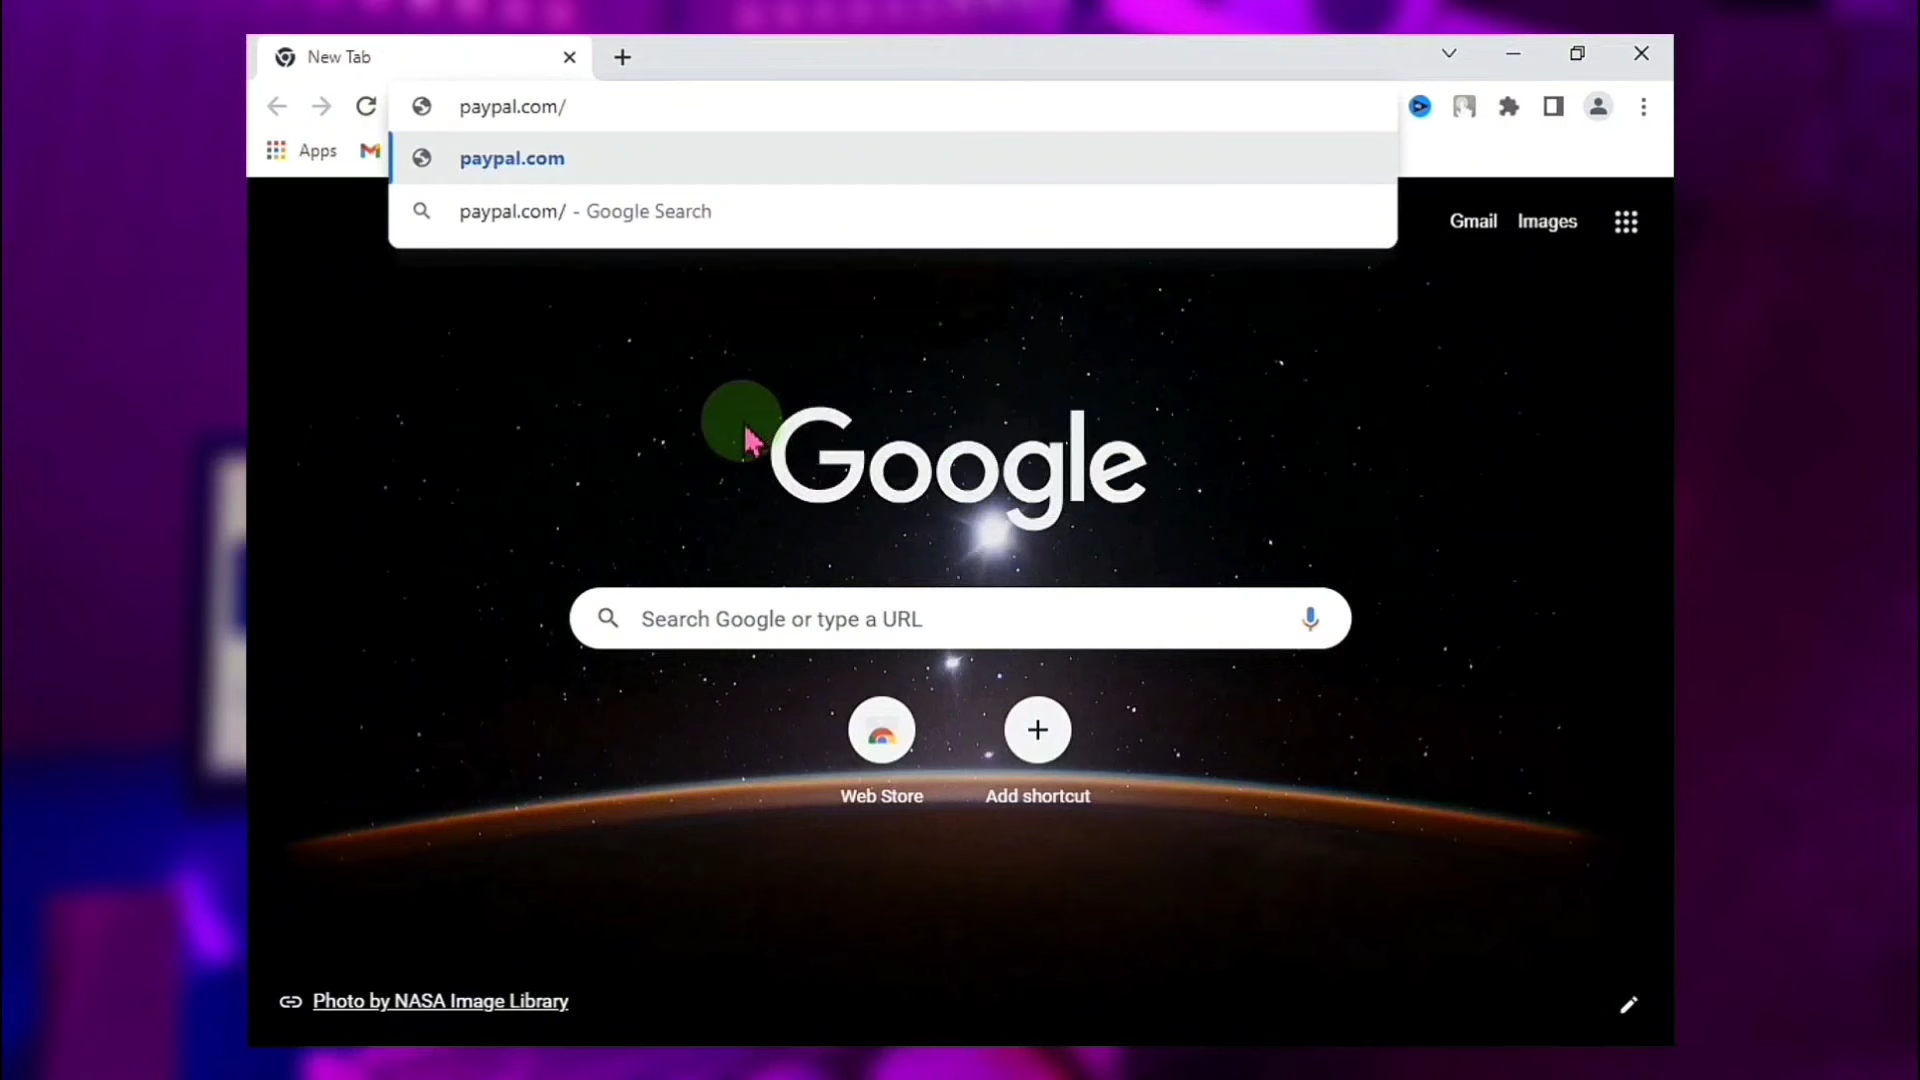 New Tab
paypal.com/
Apps
paypal.com
paypal.com/ - Google Search
Gmail Images
Google
Search Google or type a URL
Web Store
Add shortcut
Photo by NASA Image Library